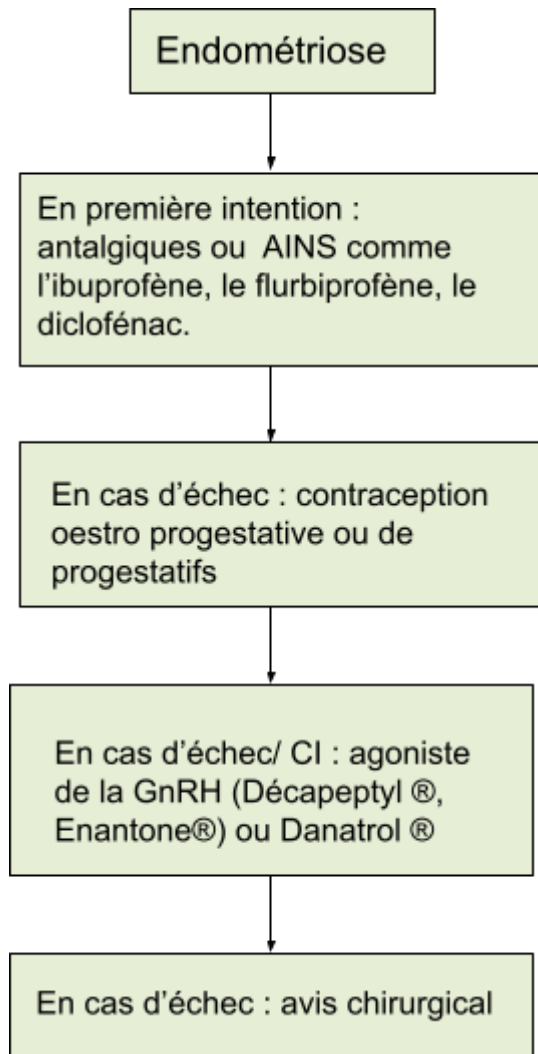 Endométriose
En première intention :
antalgiques ou AINS comme
l'ibuprofène, le flurbiprofène, le
diclofénac.
En cas d'échec : contraception
oestro progestative ou de
progestatifs
En cas d'échec/ CI : agoniste
de la GnRH (Décapeptyl ®,
Enantone®) ou Danatrol ®
En cas d'échec : avis chirurgical